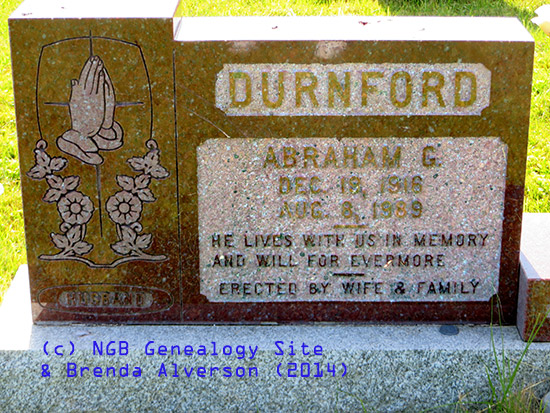 DURNFORD
ABRAHAM G.
DEC. 18, 1916
AUG. 8, 1989
HE LIVES WITH US IN MEMORY
AND WILL FOR EVERMORE
ERECTED BY WIFE & FAMILY
HUSBAND
(c) NGB Genealogy Site
& Brenda Alverson (2014)